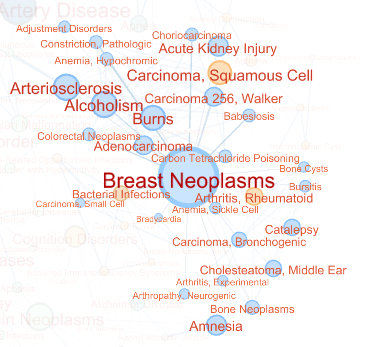 Artery Disease
Adjustment Disorders
Choriocarcinoma
Constriction, Pathologic
Acute Kidney Injury
Anemia, Hypochromic
Carcinoma, Squamous Cell
Arteriosclerosis
Carcinoma 256, Walker
Alcoholism
Burns
Babesiosis
Colorectal Neoplasms
Adenocarcinoma
Carbon Tetrachloride Poisoning
Bone Cysts
Breast Neoplasms
Bursitis
Bacterial Infections
Arthritis, Rheumatoid
Carcinoma, Small Cell
Anemia, Sickle Cell
Bradycardia
Catalepsy
Cognition Disorders
Carcinoma, Bronchogenic
ases
Cholesteatoma, Middle Ear
Arthritis, Experimental
Arthropathy, Neurogenic
Bone Neoplasms
in Neoplasms
Amnesia